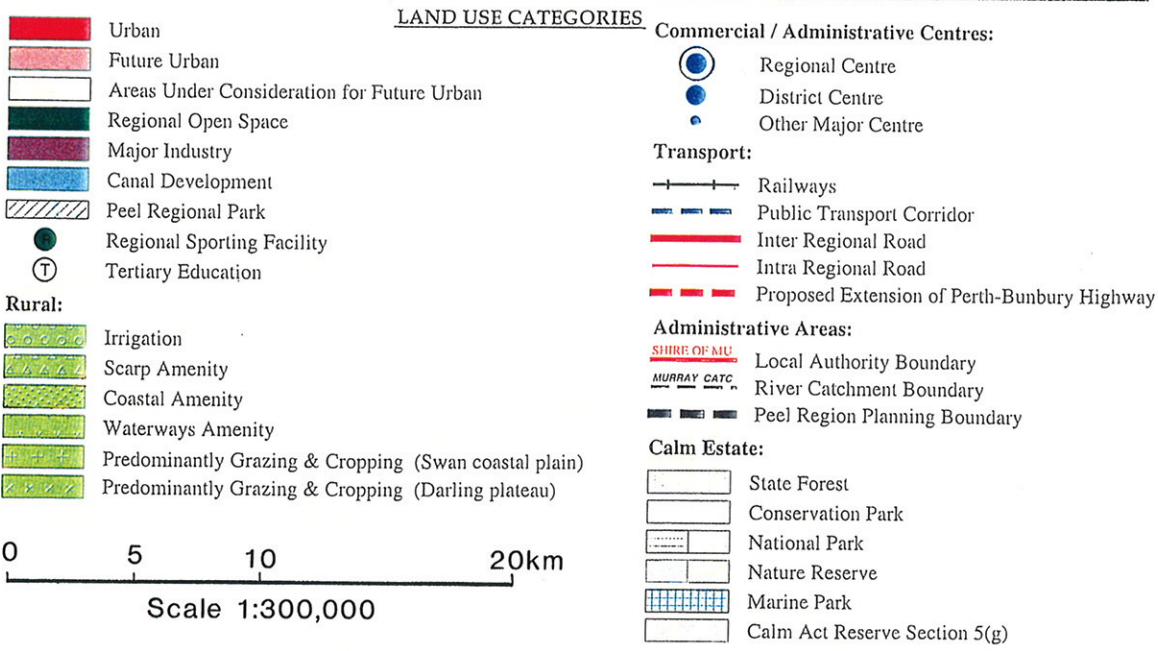 LAND USE CATEGORIES
Urban
Future Urban
Areas Under Consideration for Future Urban
Regional Open Space
Major Industry
Canal Development
Peel Regional Park
R
Regional Sporting Facility
T
Tertiary Education
Rural:
Irrigation
Scarp Amenity
Coastal Amenity
Waterways Amenity
Predominantly Grazing & Cropping (Swan coastal plain)
Predominantly Grazing & Cropping (Darling plateau)
0 5 10 20km
Scale 1:300,000
Commercial / Administrative Centres:
Regional Centre
District Centre
Other Major Centre
Transport:
Railways
Public Transport Corridor
Inter Regional Road
Intra Regional Road
Proposed Extension of Perth-Bunbury Highway
Administrative Areas:
SHIRE OF MU
Local Authority Boundary
MURRAY CATC
River Catchment Boundary
Peel Region Planning Boundary
Calm Estate:
State Forest
Conservation Park
National Park
Nature Reserve
Marine Park
Calm Act Reserve Section 5(g)